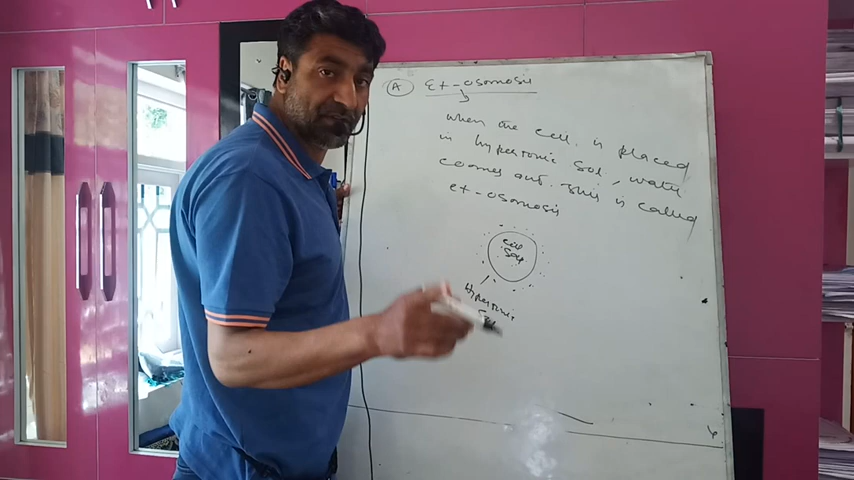 A Ex-osmosis
when the cell is placed
in hypertonic sol, water
comes out. This is called
ex-osmosis
Cell
Sap
Hypertonic
Sol